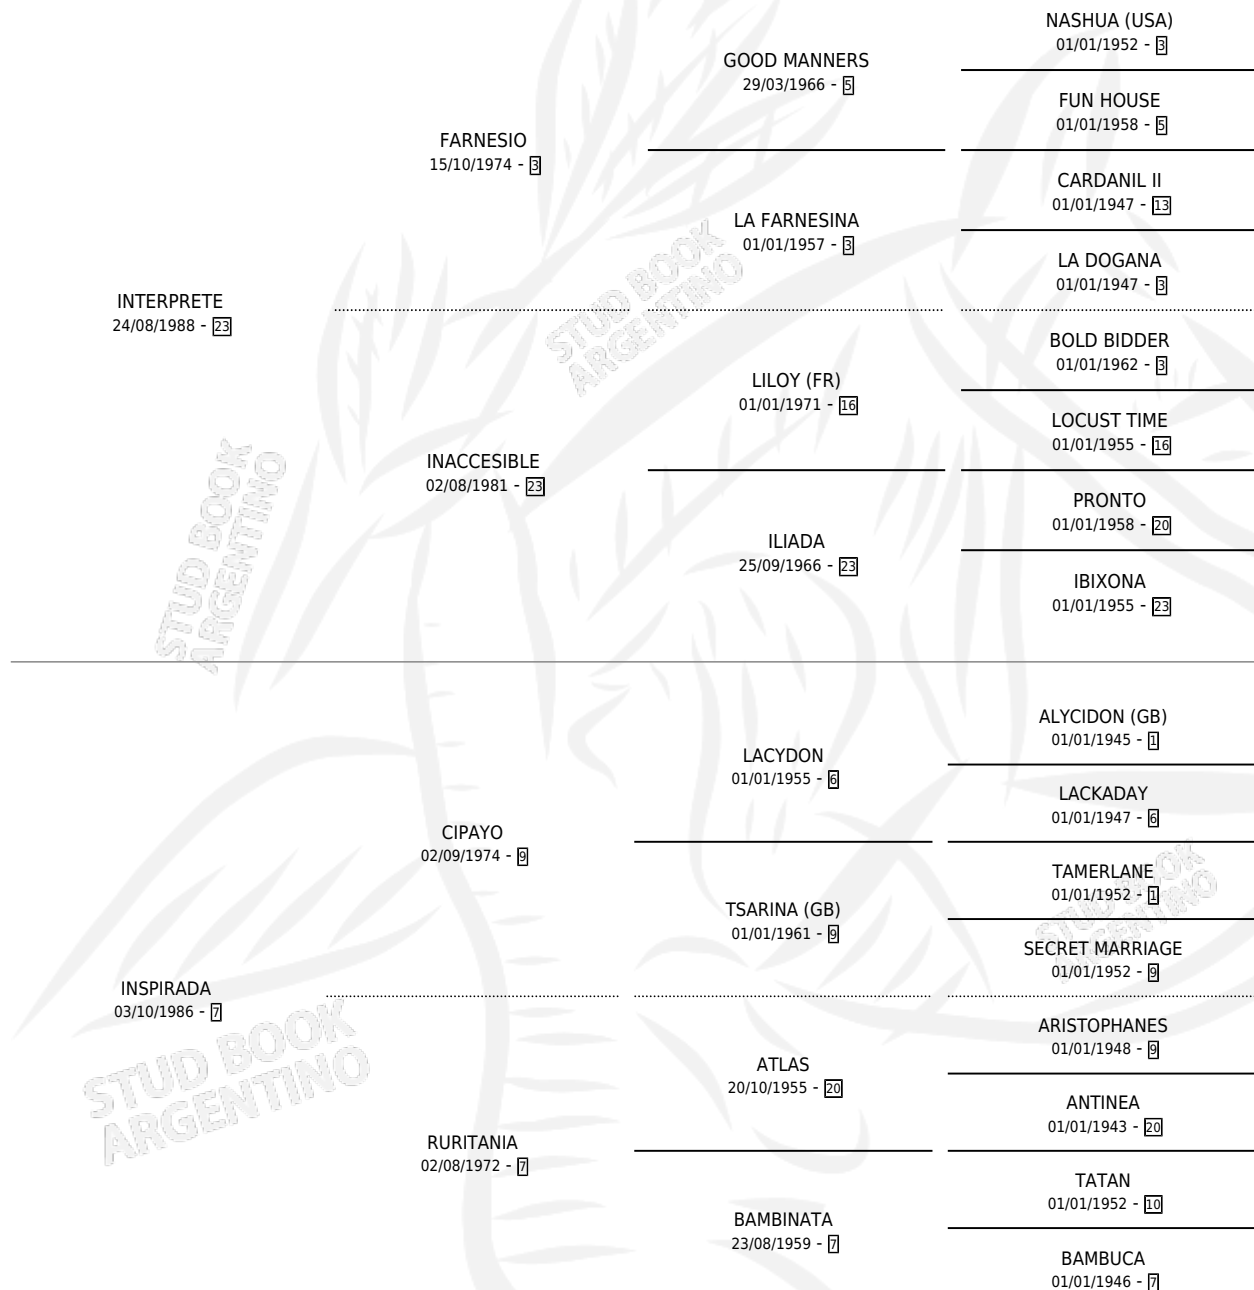 NASHUA (USA)
01/01/1952 - 3
GOOD MANNERS
29/03/1966 - 5
FUN HOUSE
01/01/1958 - 5
FARNESIO
15/10/1974 - 3
CARDANIL II
01/01/1947 - 13
LA FARNESINA
01/01/1957 - 3
LA DOGANA
01/01/1947 - 3
INTERPRETE
24/08/1988 - 23
BOLD BIDDER
01/01/1962 - 3
LILOY (FR)
01/01/1971 - 16
LOCUST TIME
01/01/1955 - 16
INACCESIBLE
02/08/1981 - 23
PRONTO
01/01/1958 - 20
ILIADA
25/09/1966 - 23
IBIXONA
01/01/1955 - 23
STUD BOOK
ARGENTINO
STUD BOOK
ARGENTINO
ALYCIDON (GB)
01/01/1945 - 1
LACYDON
01/01/1955 - 6
LACKADAY
01/01/1947 - 6
CIPAYO
02/09/1974 - 9
TAMERLANE
01/01/1952 - 1
TSARINA (GB)
01/01/1961 - 9
SECRET MARRIAGE
01/01/1952 - 9
STUD BOOK
ARGENTINO
INSPIRADA
03/10/1986 - 7
ARISTOPHANES
01/01/1948 - 9
ATLAS
20/10/1955 - 20
ANTINEA
01/01/1943 - 20
RURITANIA
02/08/1972 - 7
TATAN
01/01/1952 - 10
BAMBINATA
23/08/1959 - 7
BAMBUCA
01/01/1946 - 7
STUD BOOK
ARGENTINO